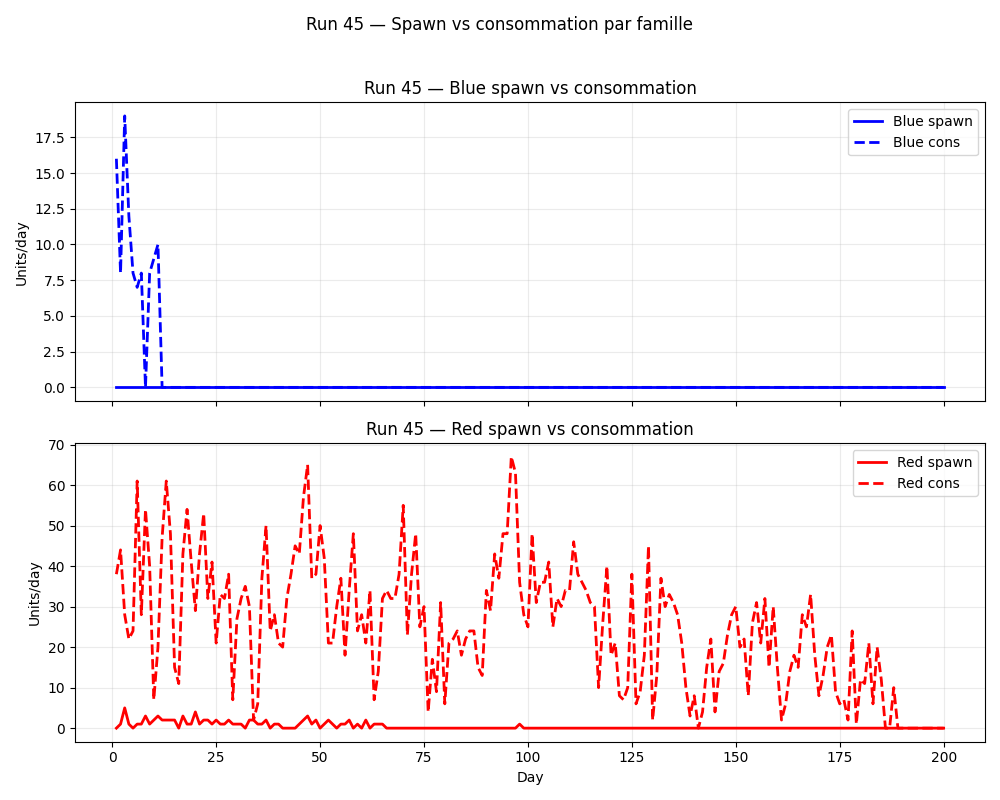 Run 45 — Spawn vs consommation par famille
Run 45 — Blue spawn vs consommation
Units/day
17.5
15.0
12.5
10.0
7.5
5.0
2.5
0.0
Blue spawn
Blue cons
Run 45 — Red spawn vs consommation
Units/day
70
60
50
40
30
20
10
0
Red spawn
Red cons
0 25 50 75 100 125 150 175 200
Day